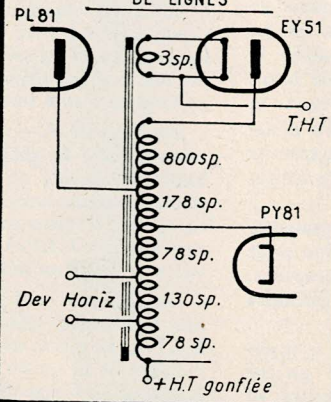 DE LIGNES
PL81
EY51
3sp.
T.H.T
800sp.
178 sp.
PY81
78sp.
Dev Horiz
130sp.
78 sp.
+H.T gonflée